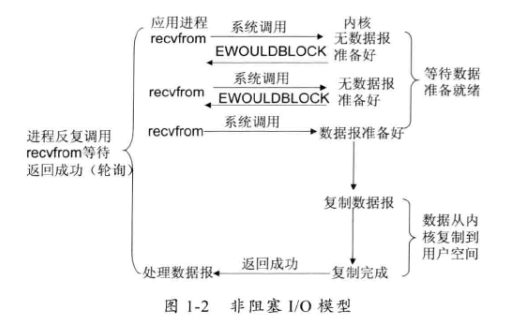 应用进程 系统调用 内核
recvfrom 无数据报
EWOULDBLOCK 准备好
系统调用 无数据报
recvfrom EWOULDBLOCK 准备好
等待数据
准备就绪
recvfrom 系统调用 数据报准备好
进程反复调用
recvfrom等待
返回成功（轮询）
复制数据报
数据从内
核复制到
用户空间
处理数据报 返回成功 复制完成
图 1-2 非阻塞 I/O 模型